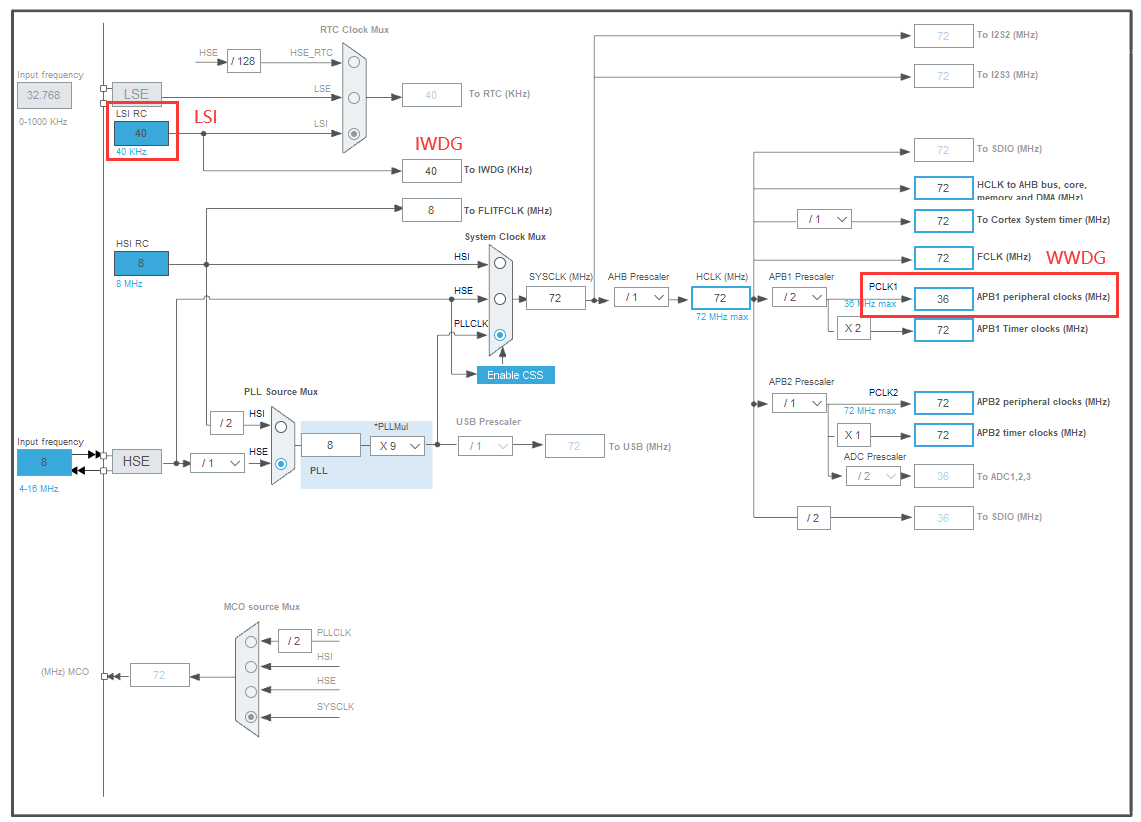 RTC Clock Mux
HSE
/ 128
HSE_RTC
72
To I2S2 (MHz)
Input frequency
32.768
0-1000 KHz
LSE
LSE
40
To RTC (KHz)
72
To I2S3 (MHz)
LSI RC
40
40 KHz
LSI
LSI
IWDG
40
To IWDG (KHz)
72
To SDIO (MHz)
8
To FLITFCLK (MHz)
72
HCLK to AHB bus, core,
memory and DMA (MHz)
System Clock Mux
/ 1
72
To Cortex System timer (MHz)
HSI RC
8
8 MHz
HSI
72
FCLK (MHz)
WWDG
HSE
SYSCLK (MHz)
72
AHB Prescaler
/ 1
HCLK (MHz)
72
72 MHz max
APB1 Prescaler
/ 2
PCLK1
36 MHz max
36
APB1 peripheral clocks (MHz)
PLLCLK
X 2
72
APB1 Timer clocks (MHz)
Enable CSS
PLL Source Mux
/ 2
HSI
APB2 Prescaler
/ 1
PCLK2
72 MHz max
72
APB2 peripheral clocks (MHz)
Input frequency
8
4-16 MHz
HSE
/ 1
HSE
8
*PLLMul
X 9
PLL
USB Prescaler
/ 1
72
To USB (MHz)
X 1
72
APB2 timer clocks (MHz)
ADC Prescaler
/ 2
36
To ADC1,2,3
/ 2
36
To SDIO (MHz)
MCO source Mux
/ 2
PLLCLK
HSI
HSE
SYSCLK
(MHz) MCO
72